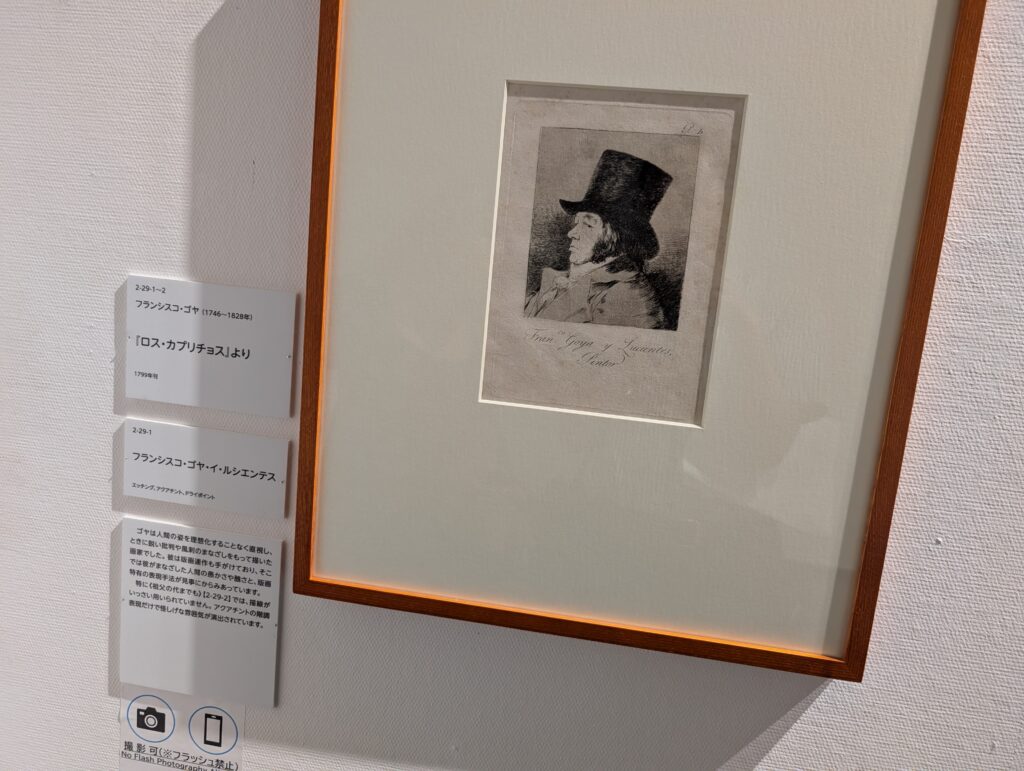 2-29-1~2
フランシスコ・ゴヤ (1746~1828年)
『ロス・カプリチョス』より
1799年刊
2-29-1
フランシスコ・ゴヤ・イ・ルシエンテス
エッチング、アクアチント、ドライポイント
ゴヤは人間の姿を理想化することなく直視し、
ときに鋭い批判や風刺のまなざしをもって描いた
画家でした。彼は版画連作も手がけており、そこ
では彼がまなざした人間の愚かさや醜さと、版画
特有の表現手法が見事にからみあっています。
特に《祖父の代までも》【2-29-2】では、描線が
いっさい用いられていません。アクアチントの階調
表現だけで怪しげな雰囲気が演出されています。
撮影可(※フラッシュ禁止)
No Flash Photography
Fran.co Goya y Lucientes,
Pintor